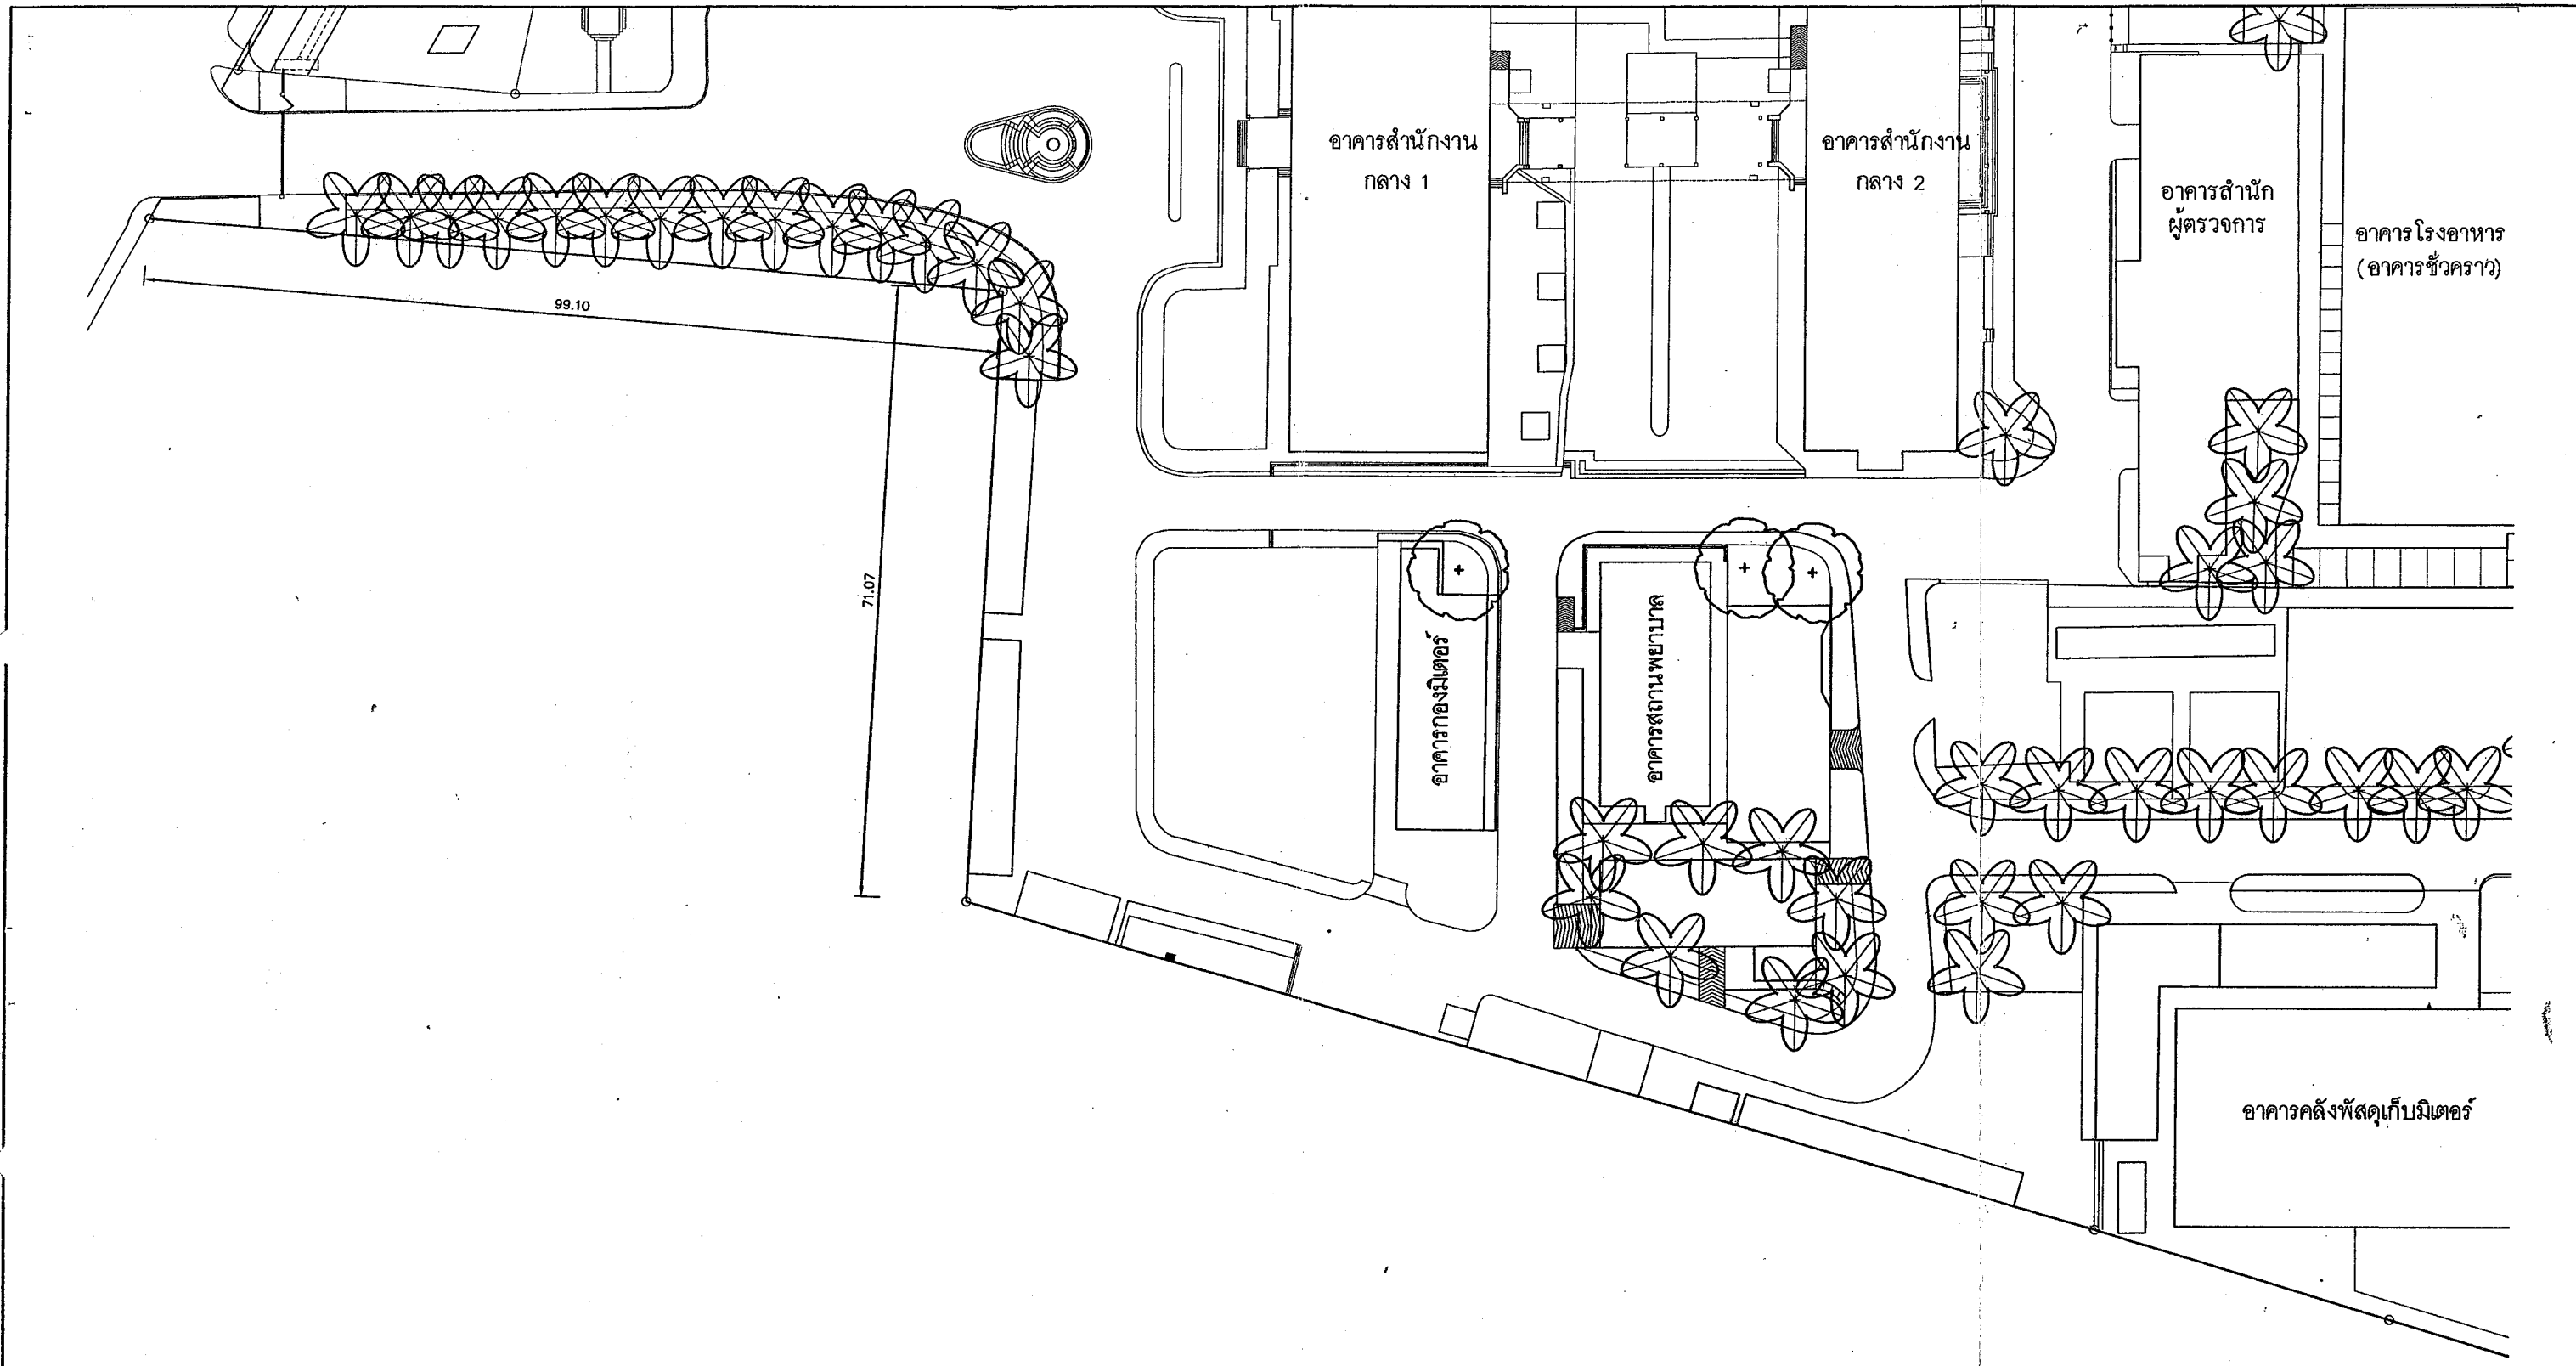 อาคารสำนักงาน
กลาง 1
อาคารสำนักงาน
กลาง 2
อาคารสำนัก
ผู้ตรวจการ
อาคารโรงอาหาร
(อาคารชั่วคราว)
99.10
71.07
อาคารกองมิเตอร์
อาคารสถานพยาบาล
อาคารคลังพัสดุเก็บมิเตอร์